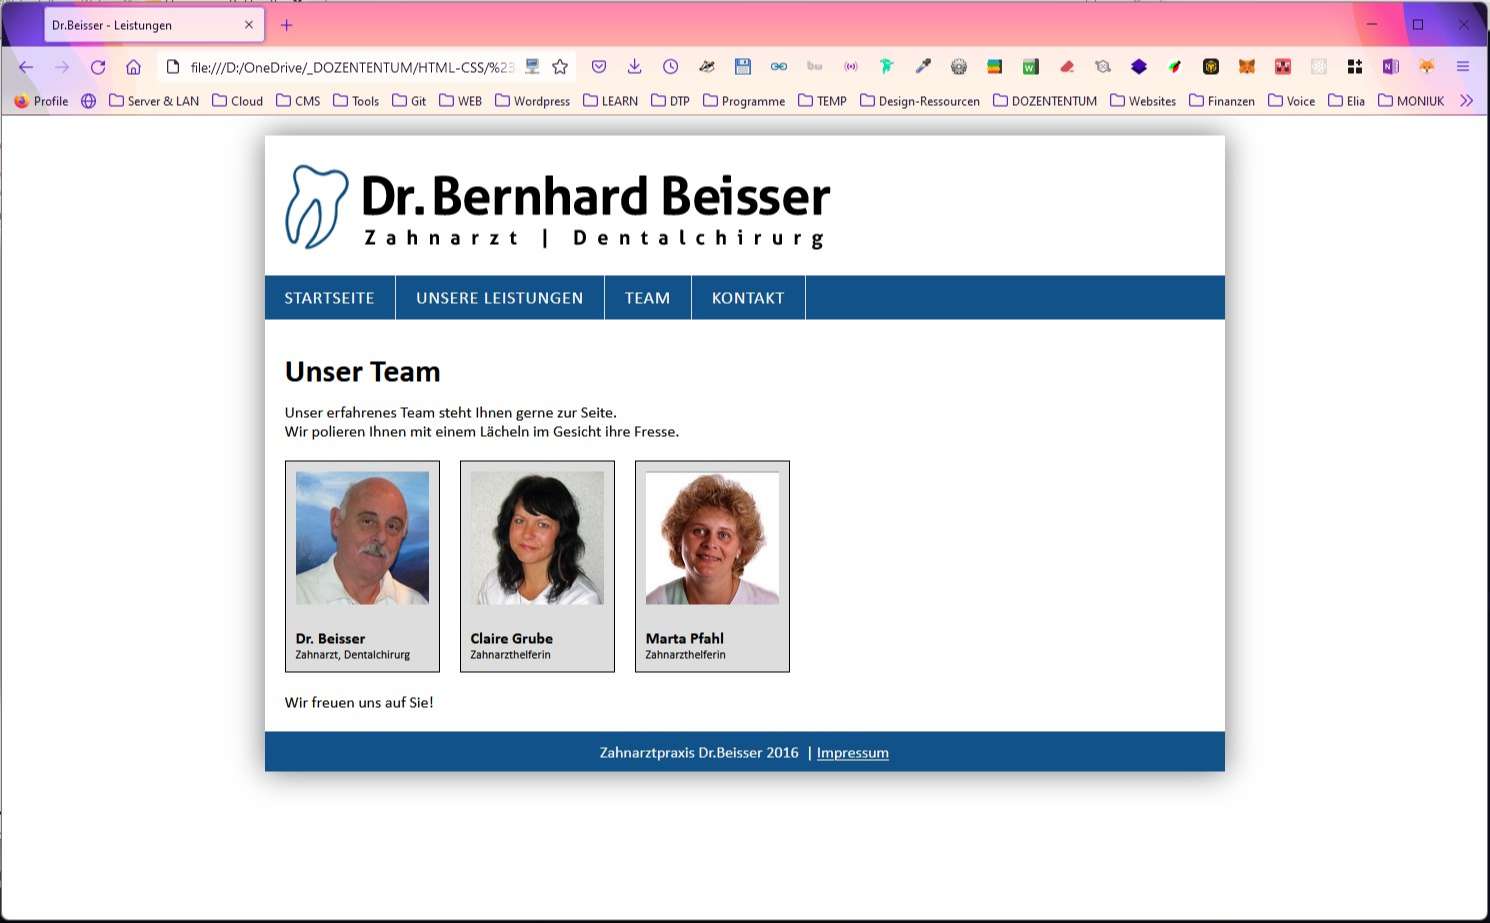 Dr.Beisser - Leistungen
file:///D:/OneDrive/_DOZENTENTUM/HTML-CSS/%23
Profile Server & LAN Cloud CMS Tools Git WEB Wordpress LEARN DTP Programme TEMP Design-Ressourcen DOZENTENTUM Websites Finanzen Voice Elia MONIUK
Dr. Bernhard Beisser
Zahnarzt | Dentalchirurg
STARTSEITE UNSERE LEISTUNGEN TEAM KONTAKT
Unser Team
Unser erfahrenes Team steht Ihnen gerne zur Seite.
Wir polieren Ihnen mit einem Lächeln im Gesicht ihre Fresse.
Dr. Beisser
Zahnarzt, Dentalchirurg
Claire Grube
Zahnarzthelferin
Marta Pfahl
Zahnarzthelferin
Wir freuen uns auf Sie!
Zahnarztpraxis Dr.Beisser 2016 | Impressum